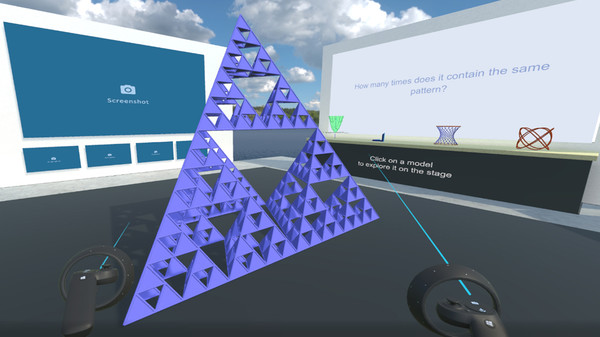 Screenshot
How many times does it contain the same
pattern?
Click on a model
to explore it on the stage